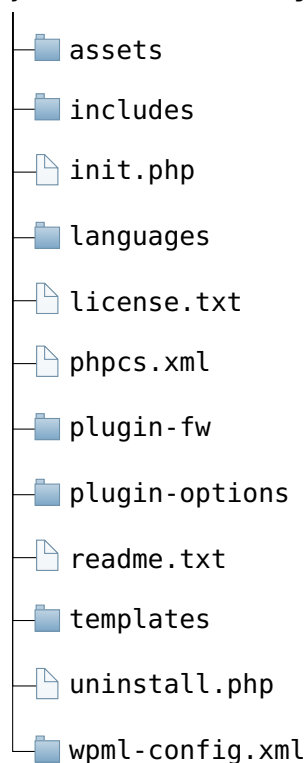 assets
includes
init.php
languages
license.txt
phpcs.xml
plugin-fw
plugin-options
readme.txt
templates
uninstall.php
wpml-config.xml